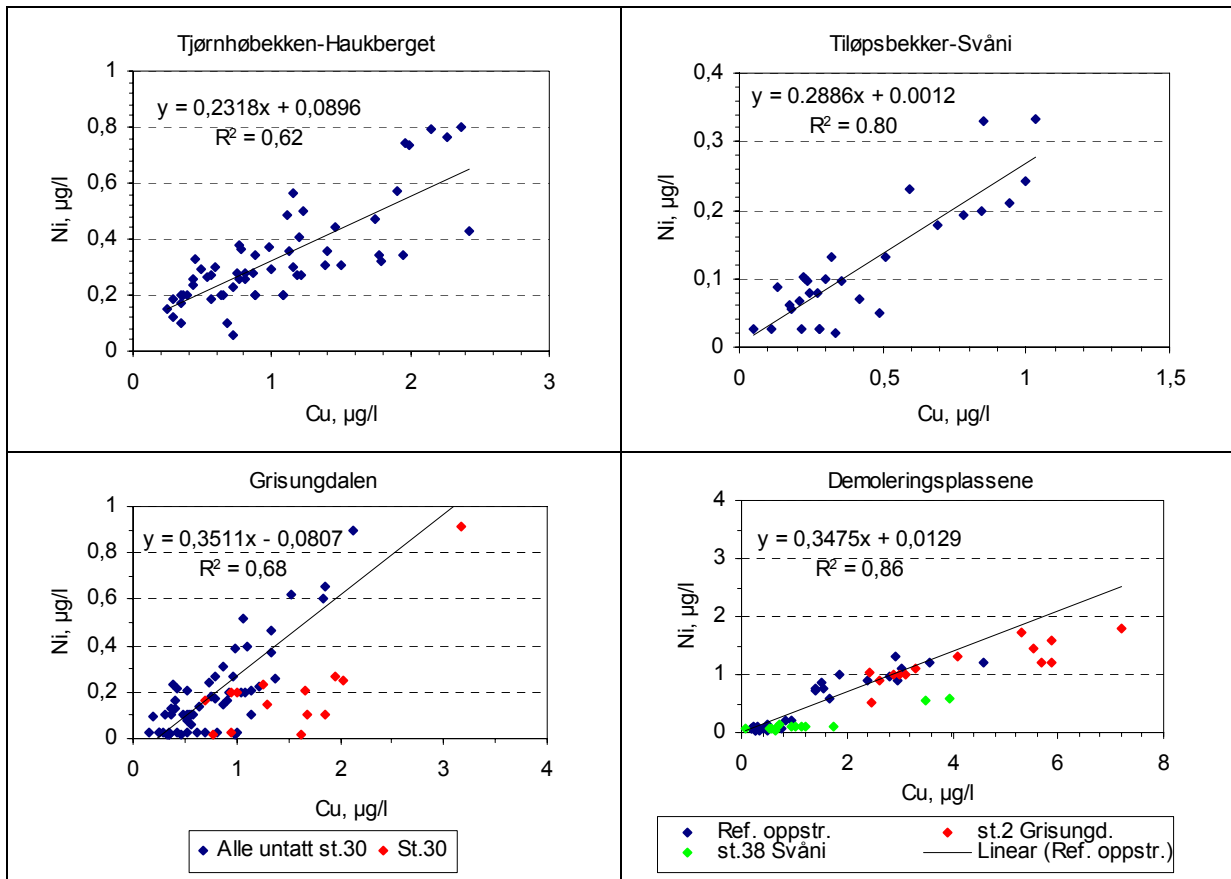 Tjørnhøbekken-Haukberget
y = 0,2318x + 0,0896
R² = 0,62
1
0,8
0,6
0,4
0,2
0
Ni, µg/l
0 1 2 3
Cu, µg/l
Tiløpsbekker-Svåni
y = 0.2886x + 0.0012
R² = 0.80
0,4
0,3
0,2
0,1
0
Ni, µg/l
0 0,5 1 1,5
Cu, µg/l
Grisungdalen
y = 0,3511x - 0,0807
R² = 0,68
1
0,8
0,6
0,4
0,2
0
Ni, µg/l
0 1 2 3 4
Cu, µg/l
Alle untatt st.30 St.30
Demoleringsplassene
y = 0,3475x + 0,0129
R² = 0,86
4
3
2
1
0
Ni, µg/l
0 2 4 6 8
Cu, µg/l
Ref. oppstr. st.2 Grisungd.
st.38 Svåni Linear (Ref. oppstr.)